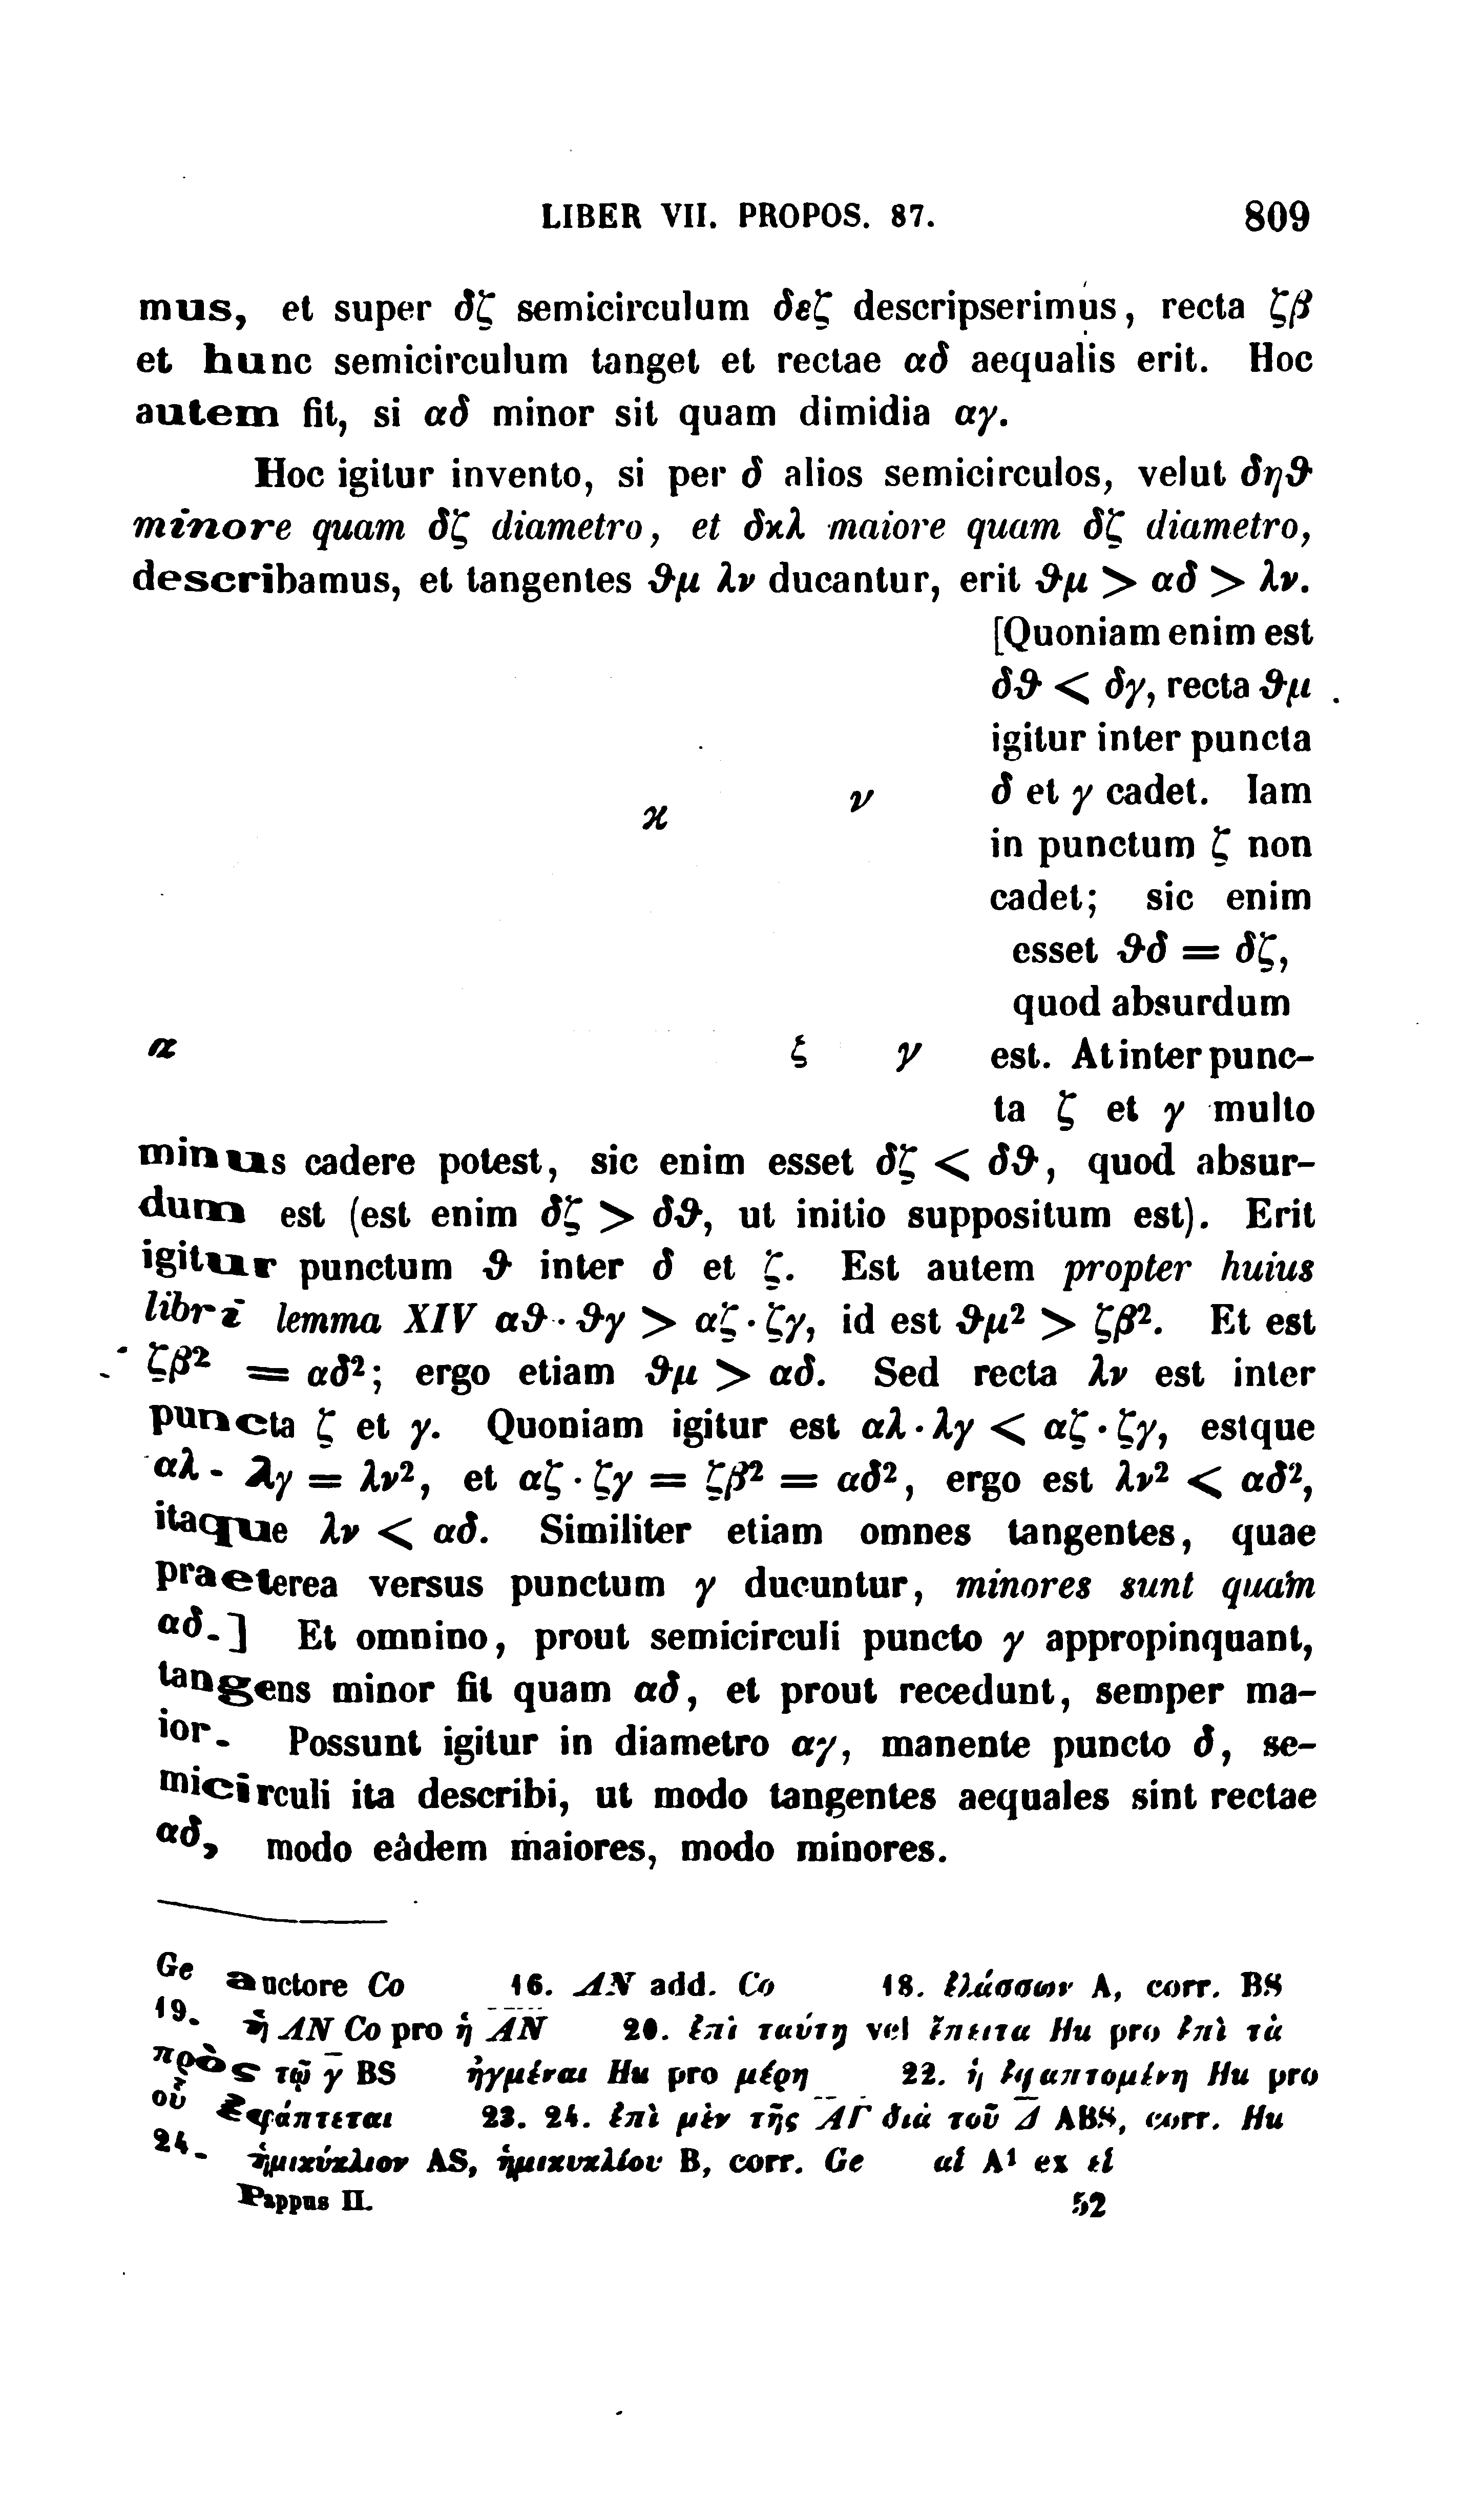 LIBER VII. PROPOS. 87. 809
mus, et super δζ semicirculum δεζ descripserimus, recta ζβ
et hunc semicirculum tanget et rectae αδ aequalis erit. Hoc
autem fit, si αδ minor sit quam dimidia αγ.
Hoc igitur invento, si per δ alios semicirculos, velut δηϑ
minore quam δζ diametro, et δκλ maiore quam δζ diametro,
describamus, et tangentes ϑμ λν ducantur, erit ϑμ > αδ > λν.
[Quoniam enim est
δϑ < δγ, recta ϑμ
igitur inter puncta
δ et γ cadet. Iam
in punctum ζ non
cadet; sic enim
esset ϑδ = δζ,
quod absurdum
est. At inter punc-
ta ζ et γ multo
κ
ν
α
ζ
γ
minus cadere potest, sic enim esset δζ < δϑ, quod absur-
dum est (est enim δζ > δϑ, ut initio suppositum est). Erit
igitur punctum ϑ inter δ et ζ. Est autem propter huius
libri lemma XIV αϑ · ϑγ > αζ · ζγ, id est ϑμ² > ζβ². Et est
ζβ² = αδ²; ergo etiam ϑμ > αδ. Sed recta λν est inter
puncta ζ et γ. Quoniam igitur est αλ · λγ < αζ · ζγ, estque
αλ · λγ = λν², et αζ · ζγ = ζβ² = αδ², ergo est λν² < αδ²,
itaque λν < αδ. Similiter etiam omnes tangentes, quae
praeterea versus punctum γ ducuntur, minores sunt quam
αδ.] Et omnino, prout semicirculi puncto γ appropinquant,
tangens minor fit quam αδ, et prout recedunt, semper ma-
ior. Possunt igitur in diametro αγ, manente puncto δ, se-
micirculi ita describi, ut modo tangentes aequales sint rectae
αδ, modo eâdem maiores, modo minores.
Ge auctore Co 16. ΔΝ add. Co 18. ἐλάσσων A, corr. BS
19. ἢ ΔΝ Co pro ἡ ΔΝ 20. ἐπὶ ταύτῃ vel ἔπειτα Hu pro ἐπὶ τὰ
πρὸς τῷ γ BS ἠγμέναι Hu pro μέρη 22. ἡ ἐφαπτομένη Hu pro
οὗ ἐφάπτεται 23. 24. ἐπὶ μὲν τῆς ΑΓ διὰ τοῦ Δ ABS, corr. Hu
24. ἡμικύκλιον AS, ἡμικυκλίου B, corr. Ge αἱ A¹ ex εἰ
Pappus II. 52